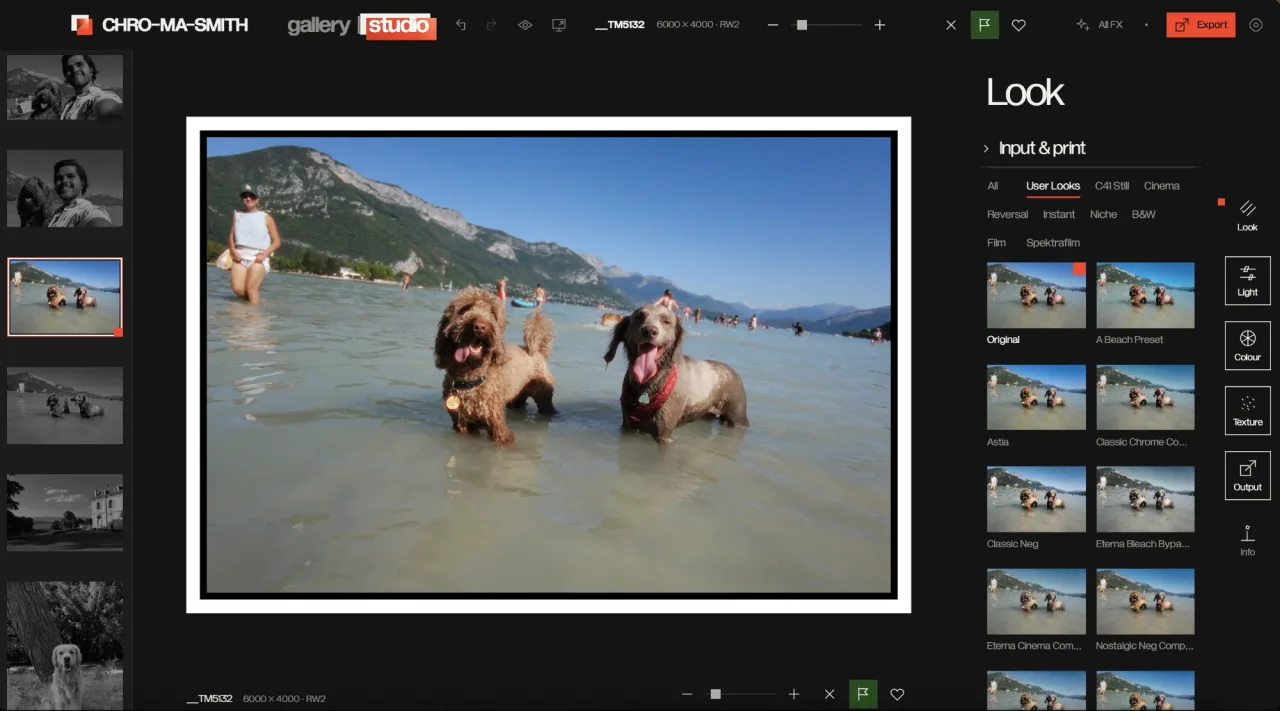 CHRO-MA-SMITH
gallery studio
__TM5132 6000 × 4000 · RW2
All FX
Export
Look
Input & print
All User Looks C41 Still Cinema
Reversal Instant Niche B&W
Film Spektrafilm
Original A Beach Preset
Astia Classic Chrome Co...
Classic Neg Eterna Bleach Bypa...
Eterna Cinema Com... Nostalgic Neg Comp...
Look
Light
Colour
Texture
Output
Info
__TM5132 6000 × 4000 · RW2